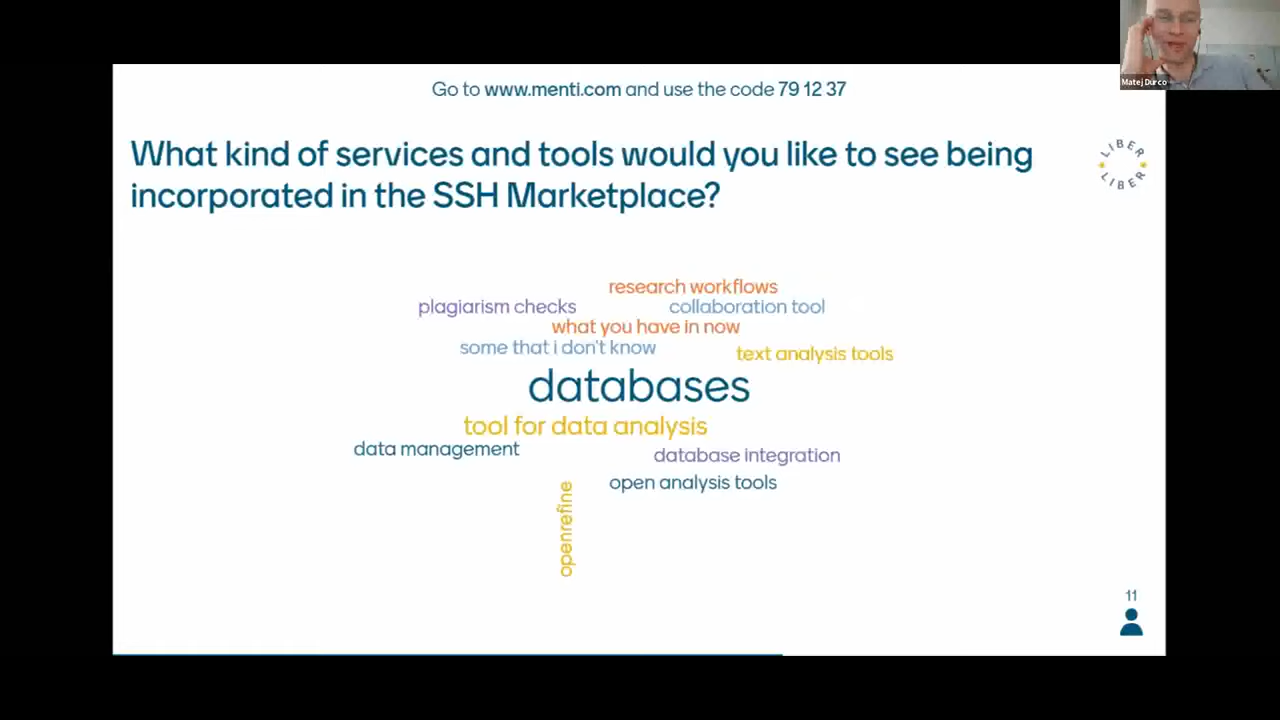 Go to www.menti.com and use the code 79 12 37
What kind of services and tools would you like to see being
incorporated in the SSH Marketplace?
LIBER
LIBER
research workflows
plagiarism checks
collaboration tool
what you have in now
some that i don't know
text analysis tools
databases
tool for data analysis
data management
database integration
open analysis tools
openrefine
11
Matej Durco